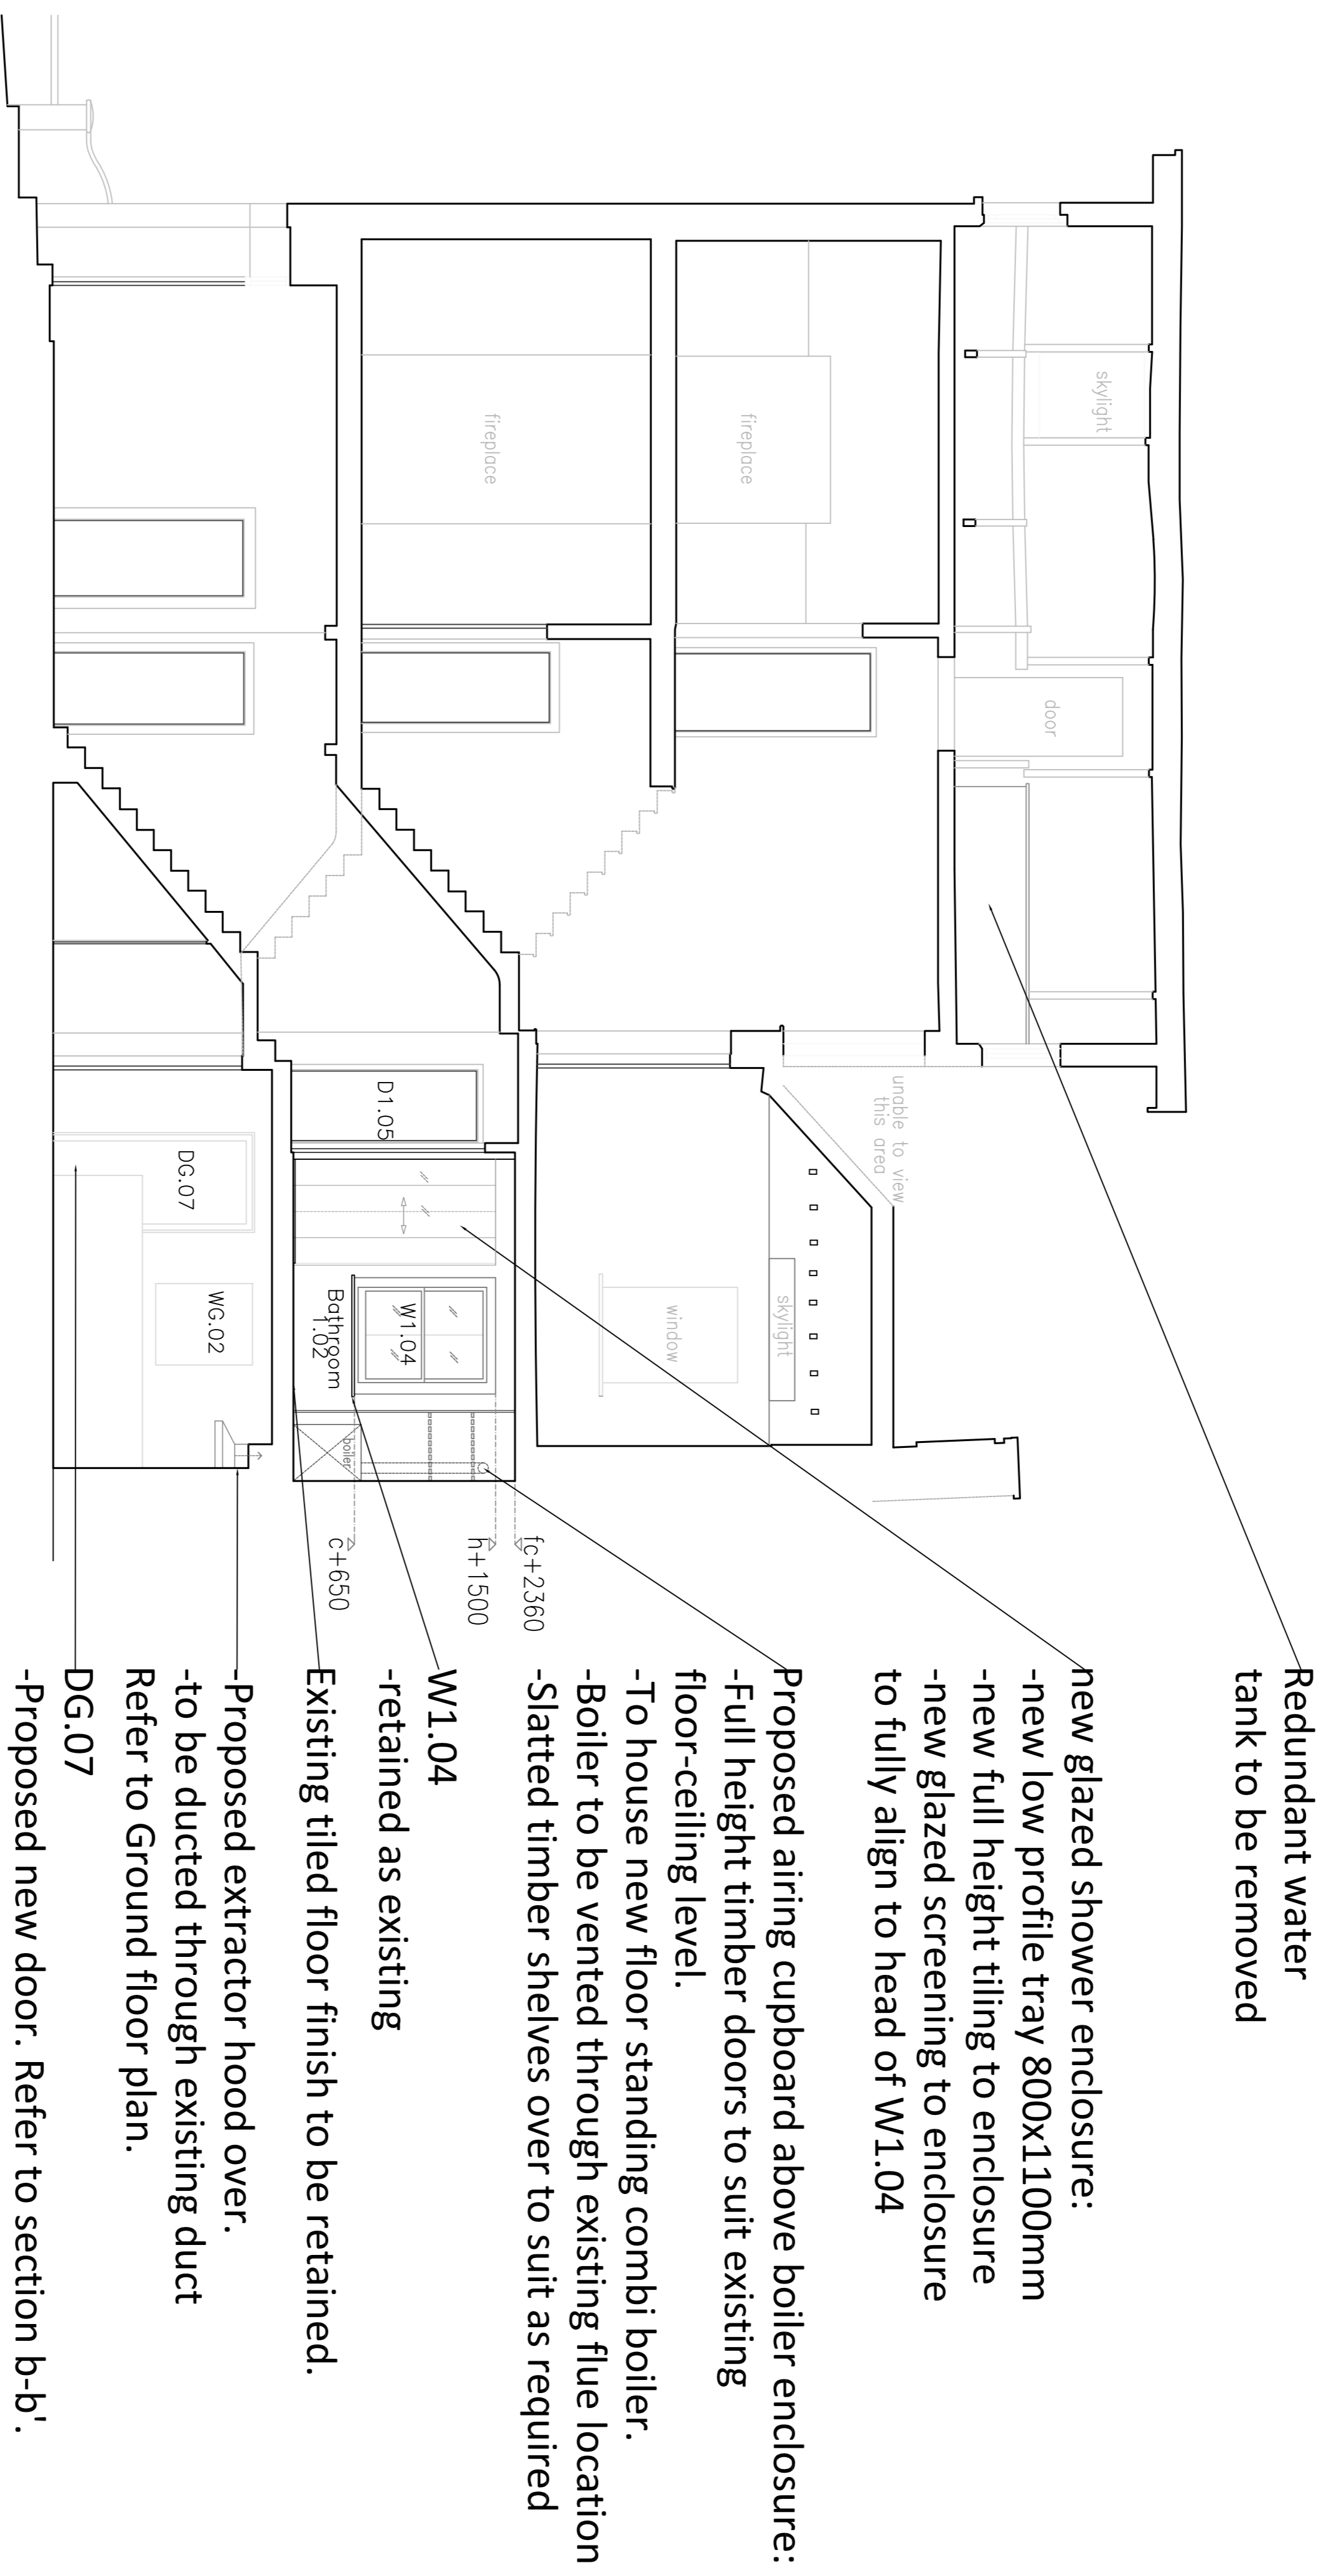 Redundant water
tank to be removed
new glazed shower enclosure:
-new low profile tray 800x1100mm
-new full height tiling to enclosure
-new glazed screening to enclosure
to fully align to head of W1.04
Proposed airing cupboard above boiler enclosure:
-Full height timber doors to suit existing
floor-ceiling level.
-To house new floor standing combi boiler.
-Boiler to be vented through existing flue location
-Slatted timber shelves over to suit as required
W1.04
-retained as existing
Existing tiled floor finish to be retained.
-Proposed extractor hood over.
-to be ducted through existing duct
Refer to Ground floor plan.
DG.07
-Proposed new door. Refer to section b-b'.
skylight
door
fireplace
fireplace
unable to view
this area
skylight
window
fc+2360
h+1500
c+650
D1.05
W1.04
Bathroom
1.02
boiler
DG.07
WG.02